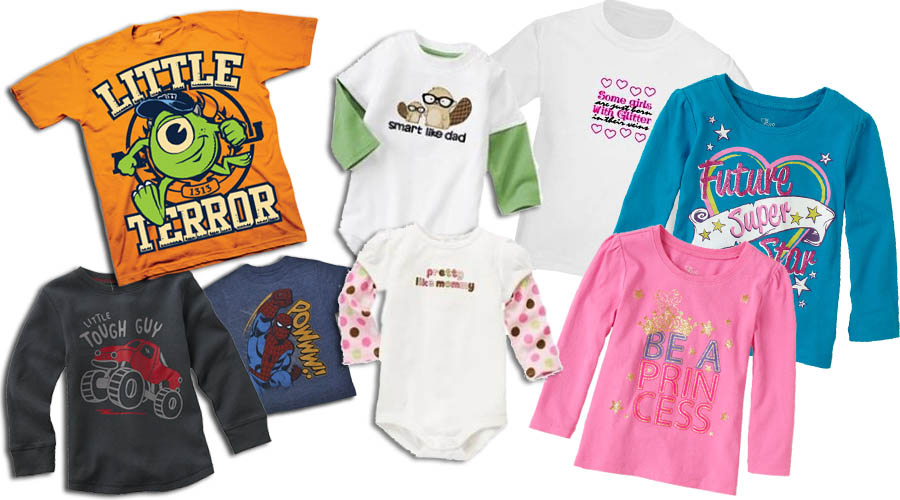 LITTLE
1313
TERROR
smart like dad
Some girls
are just born
With Glitter
in their veins
Future
Super
Star
LITTLE
TOUGH GUY
POWWW!!
pretty
like mommy
BE A
PRIN
CESS